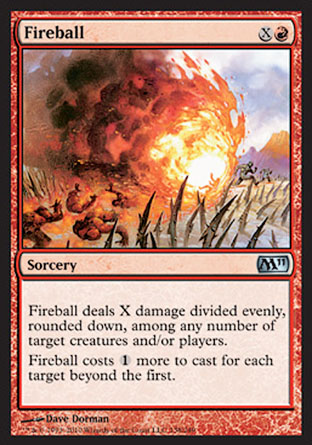 Fireball X R
Sorcery M11
Fireball deals X damage divided evenly,
rounded down, among any number of
target creatures and/or players.
Fireball costs 1 more to cast for each
target beyond the first.
Dave Dorman